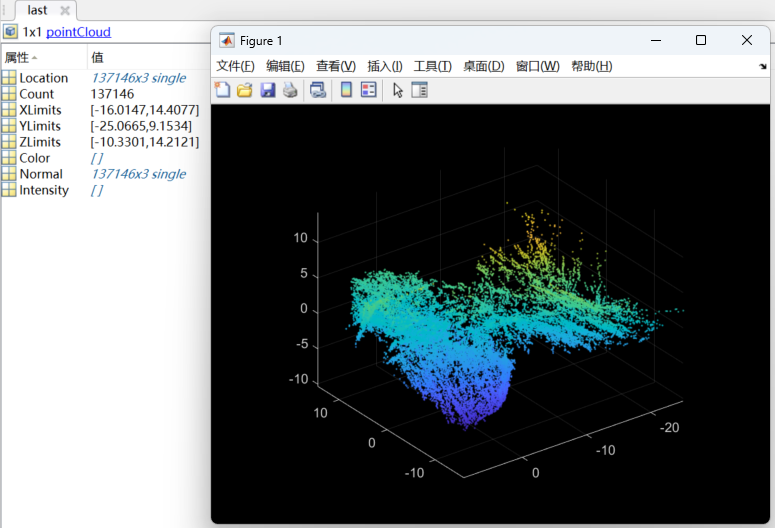 last
1x1 pointCloud
属性 值
Location 137146x3 single
Count 137146
XLimits [-16.0147,14.4077]
YLimits [-25.0665,9.1534]
ZLimits [-10.3301,14.2121]
Color [ ]
Normal 137146x3 single
Intensity [ ]
Figure 1
文件(F) 编辑(E) 查看(V) 插入(I) 工具(T) 桌面(D) 窗口(W) 帮助(H)
10
5
0
-5
-10
10
0
-10
0
-10
-20